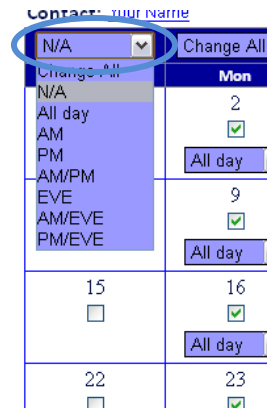 Contact: Your Name
N/A Change All
Change All Mon
N/A 2
All day
AM
PM All day
AM/PM
EVE 9
AM/EVE
PM/EVE All day
15 16
All day
22 23